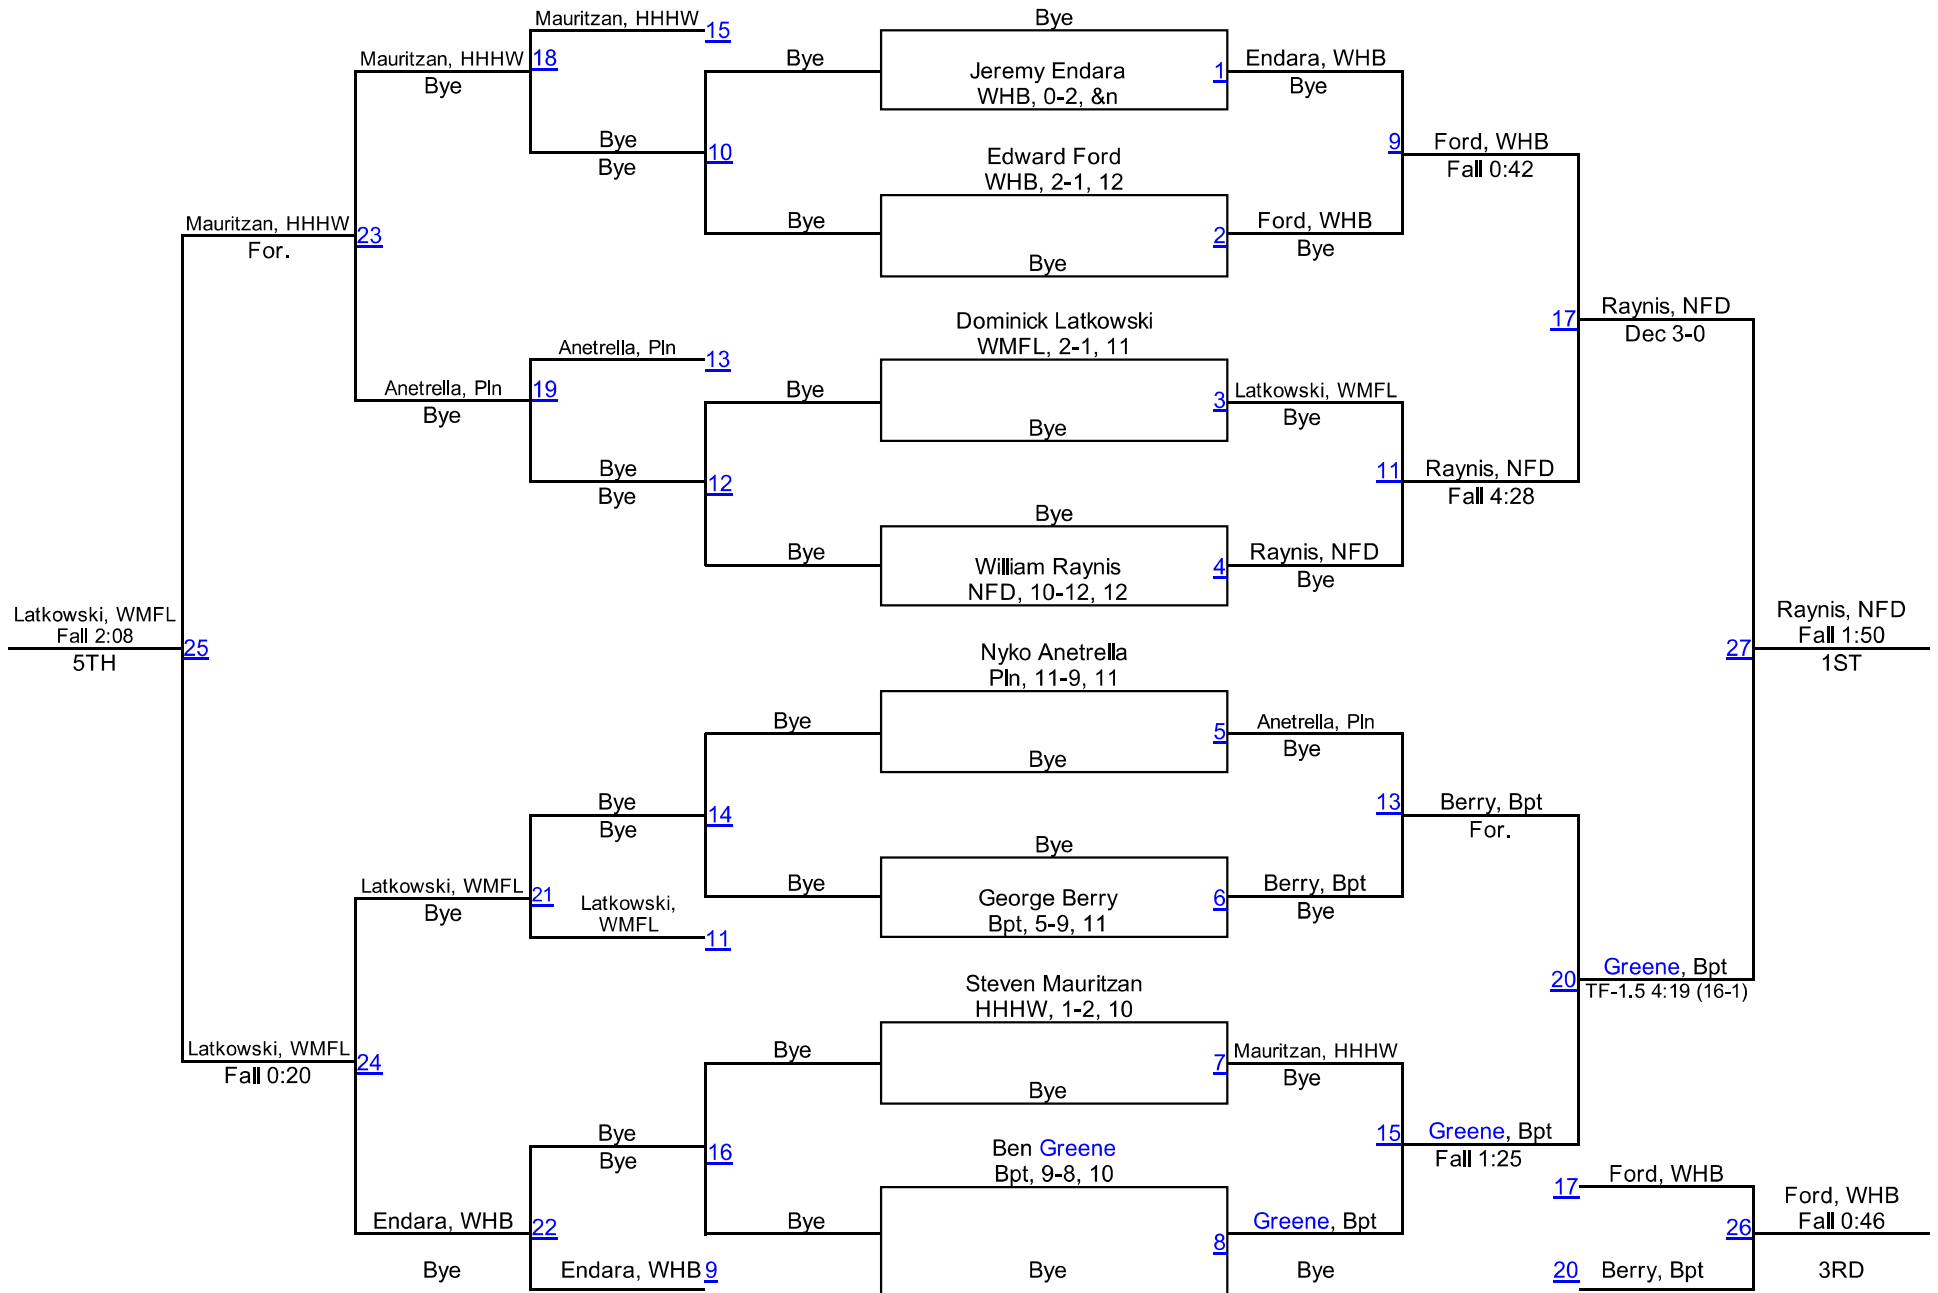 Mauritzan, HHHW
15
Bye
Mauritzan, HHHW
18
Bye
Bye
Jeremy Endara
WHB, 0-2, &n
1
Endara, WHB
Bye
Bye
Bye
10
Edward Ford
WHB, 2-1, 12
9
Ford, WHB
Fall 0:42
Mauritzan, HHHW
23
For.
Bye
2
Ford, WHB
Bye
Bye
Dominick Latkowski
WMFL, 2-1, 11
17
Raynis, NFD
Dec 3-0
Anetrella, Pln
13
Anetrella, Pln
19
Bye
Bye
3
Latkowski, WMFL
Bye
Bye
Bye
Bye
12
11
Raynis, NFD
Fall 4:28
Bye
Bye
William Raynis
NFD, 10-12, 12
4
Raynis, NFD
Bye
Latkowski, WMFL
Fall 2:08
5TH
25
27
Raynis, NFD
Fall 1:50
1ST
Nyko Anetrella
Pln, 11-9, 11
Bye
5
Anetrella, Pln
Bye
Bye
Bye
Bye
14
13
Berry, Bpt
For.
Bye
Latkowski, WMFL
21
Bye
Bye
George Berry
Bpt, 5-9, 11
6
Berry, Bpt
Bye
Latkowski,
WMFL
11
Steven Mauritzan
HHHW, 1-2, 10
20
Greene, Bpt
TF-1.5 4:19 (16-1)
Latkowski, WMFL
24
Fall 0:20
Bye
7
Mauritzan, HHHW
Bye
Bye
Bye
Bye
16
Ben Greene
Bpt, 9-8, 10
15
Greene, Bpt
Fall 1:25
17
Ford, WHB
Endara, WHB
22
Bye
Bye
8
Greene, Bpt
Bye
26
Ford, WHB
Fall 0:46
3RD
Endara, WHB
9
Bye
20
Berry, Bpt